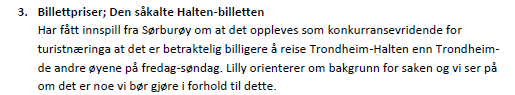 3. Billettpriser; Den såkalte Halten-billetten
Har fått innspill fra Sørburøy om at det oppleves som konkurransevridende for
turistnæringa at det er betraktelig billigere å reise Trondheim-Halten enn Trondheim-
de andre øyene på fredag-søndag. Lilly orienterer om bakgrunn for saken og vi ser på
om det er noe vi bør gjøre i forhold til dette.